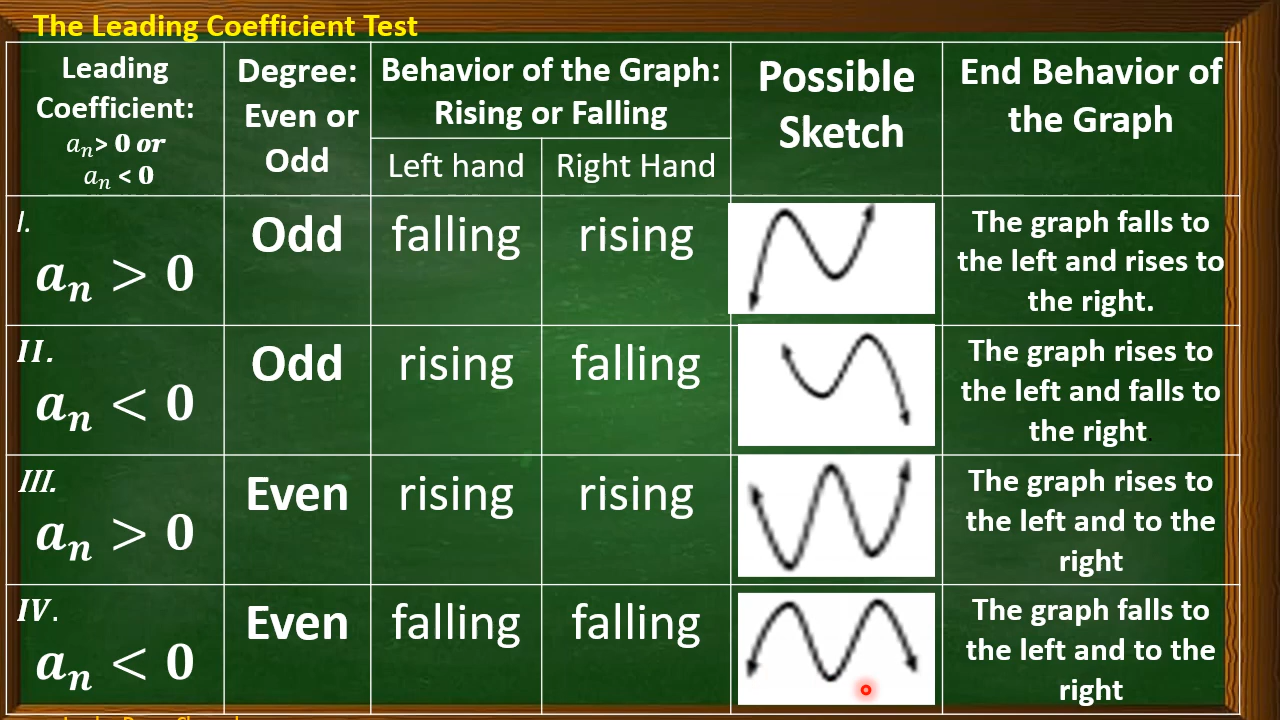 The Leading Coefficient Test
Leading
Coefficient:
aₙ> 0 or
aₙ < 0
Degree:
Even or
Odd
Behavior of the Graph:
Rising or Falling
Left hand
Right Hand
Possible
Sketch
End Behavior of
the Graph
I.
aₙ > 0
Odd
falling
rising
The graph falls to
the left and rises to
the right.
II.
aₙ < 0
Odd
rising
falling
The graph rises to
the left and falls to
the right.
III.
aₙ > 0
Even
rising
rising
The graph rises to
the left and to the
right
IV.
aₙ < 0
Even
falling
falling
The graph falls to
the left and to the
right